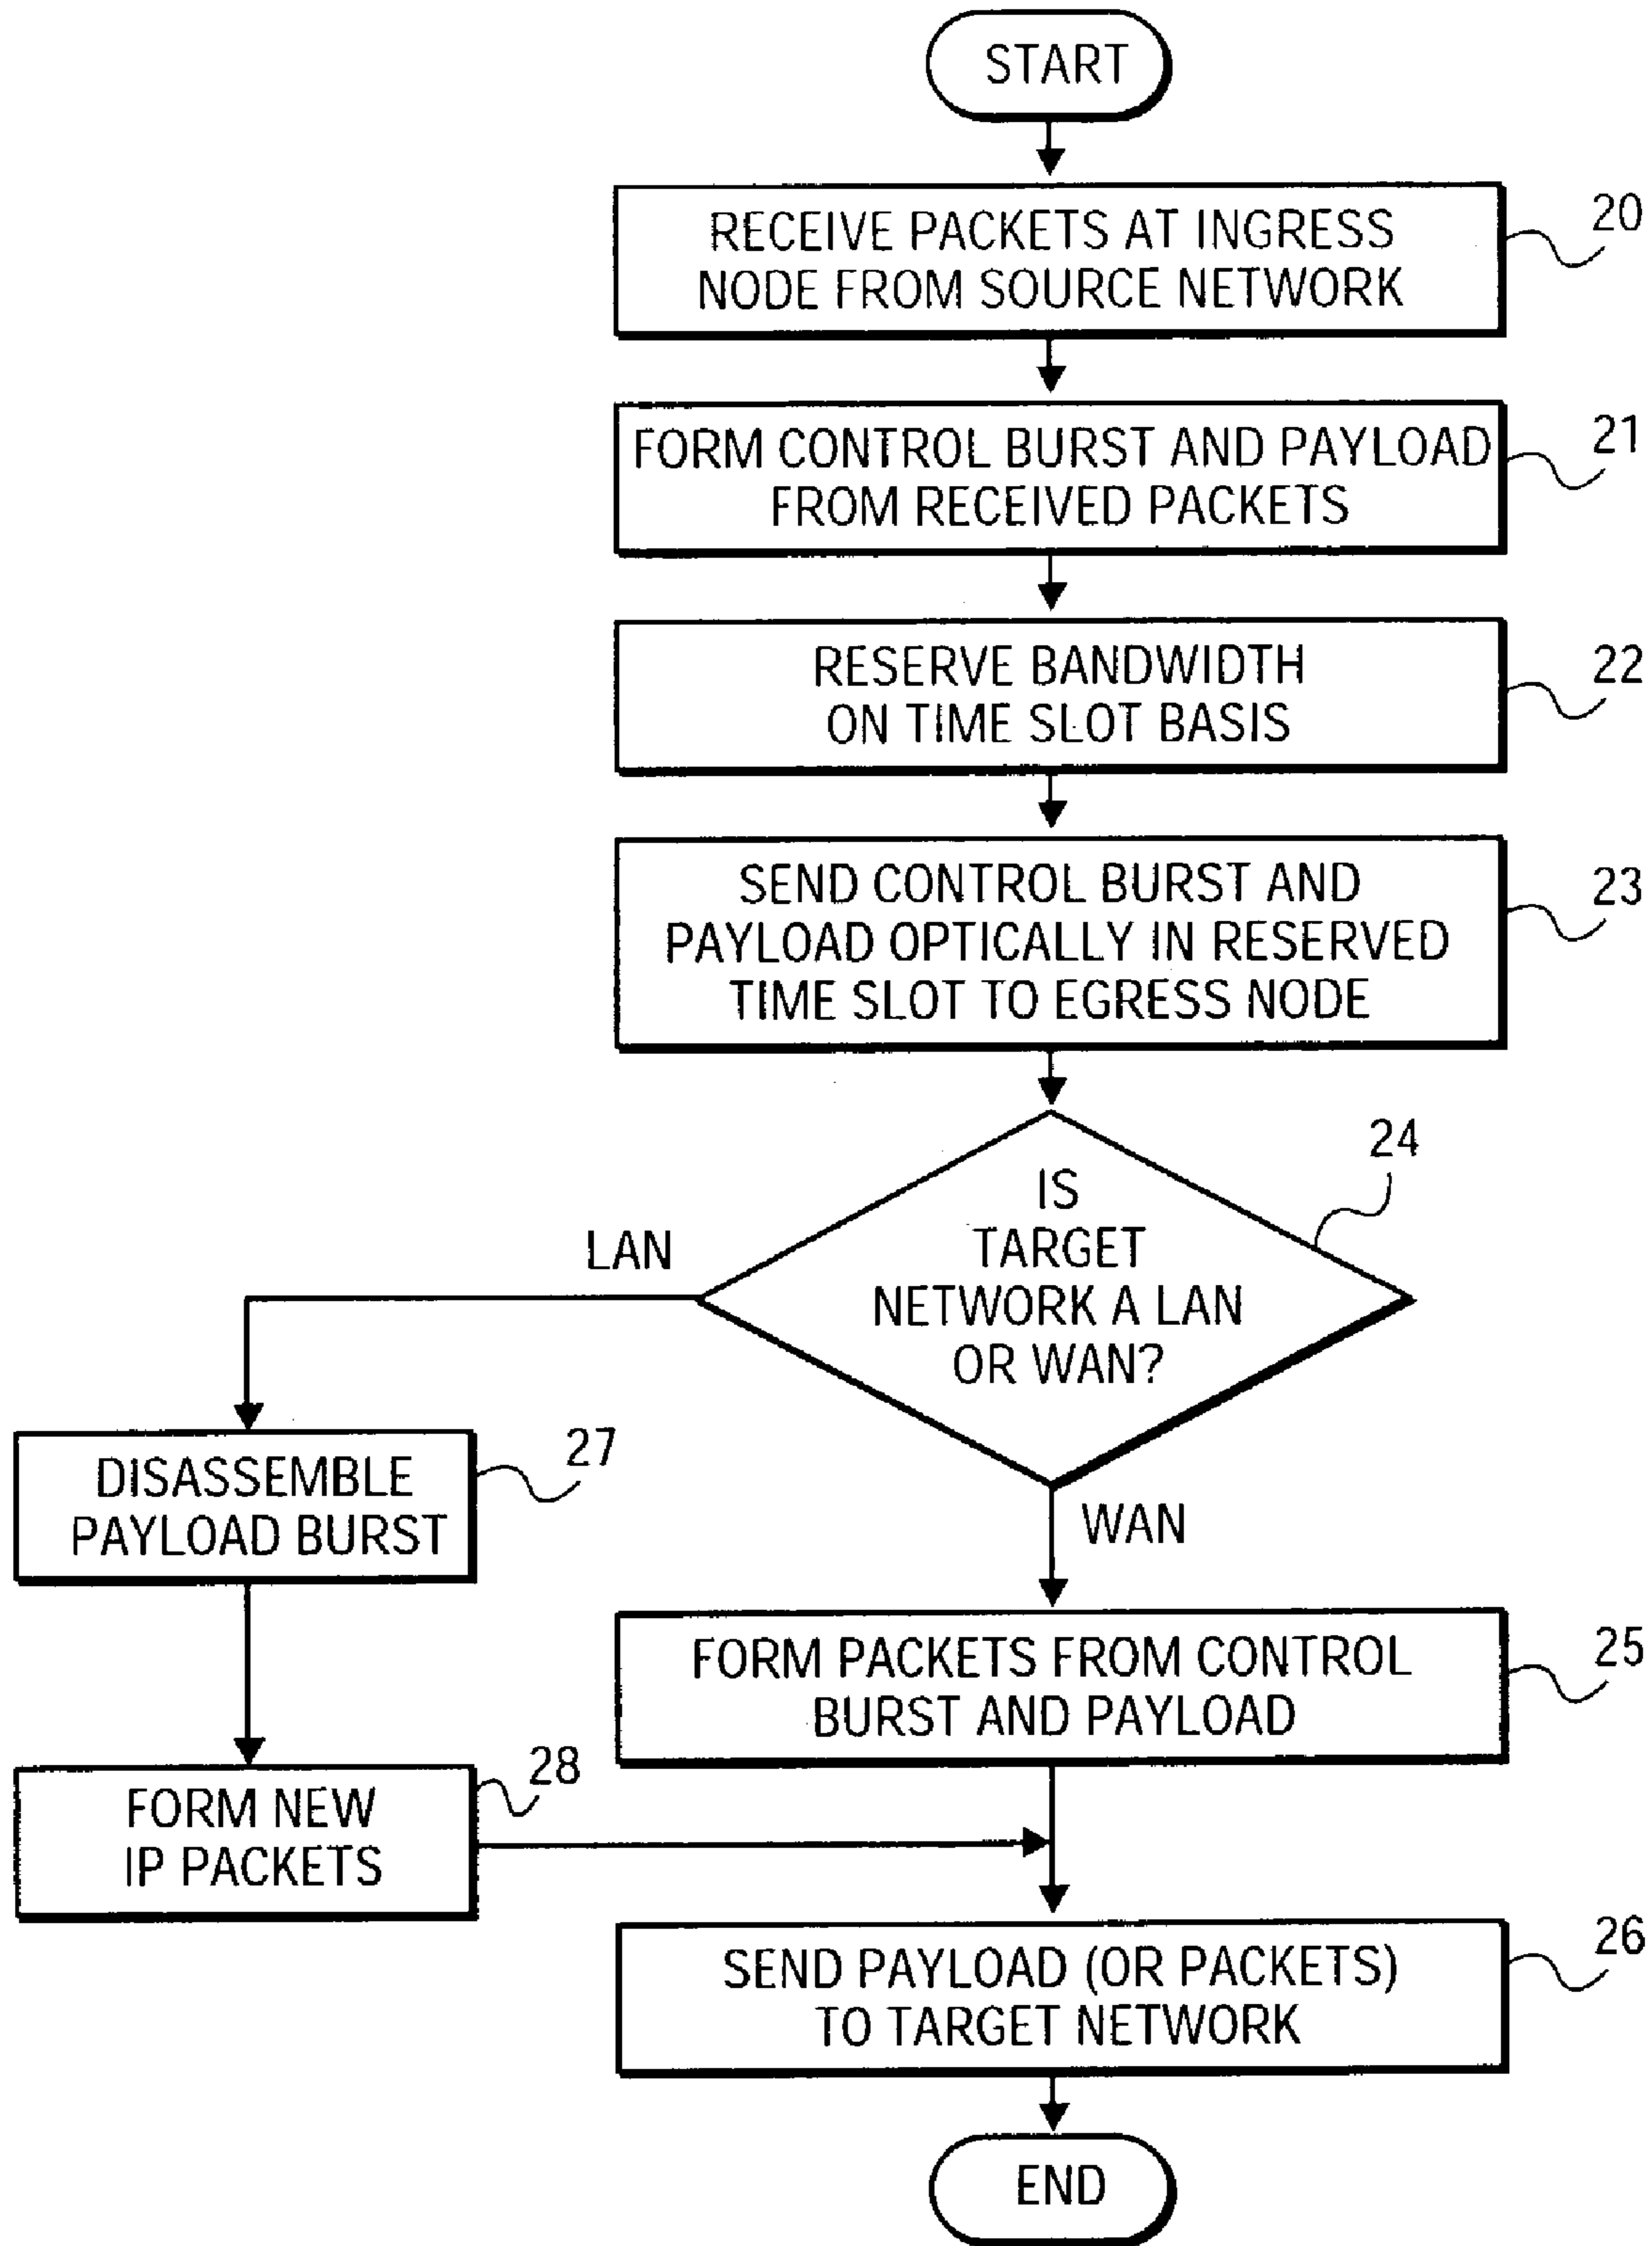 START
RECEIVE PACKETS AT INGRESS
NODE FROM SOURCE NETWORK
20
FORM CONTROL BURST AND PAYLOAD
FROM RECEIVED PACKETS
21
RESERVE BANDWIDTH
ON TIME SLOT BASIS
22
SEND CONTROL BURST AND
PAYLOAD OPTICALLY IN RESERVED
TIME SLOT TO EGRESS NODE
23
IS
TARGET
NETWORK A LAN
OR WAN?
24
LAN
WAN
DISASSEMBLE
PAYLOAD BURST
27
FORM PACKETS FROM CONTROL
BURST AND PAYLOAD
25
FORM NEW
IP PACKETS
28
SEND PAYLOAD (OR PACKETS)
TO TARGET NETWORK
26
END